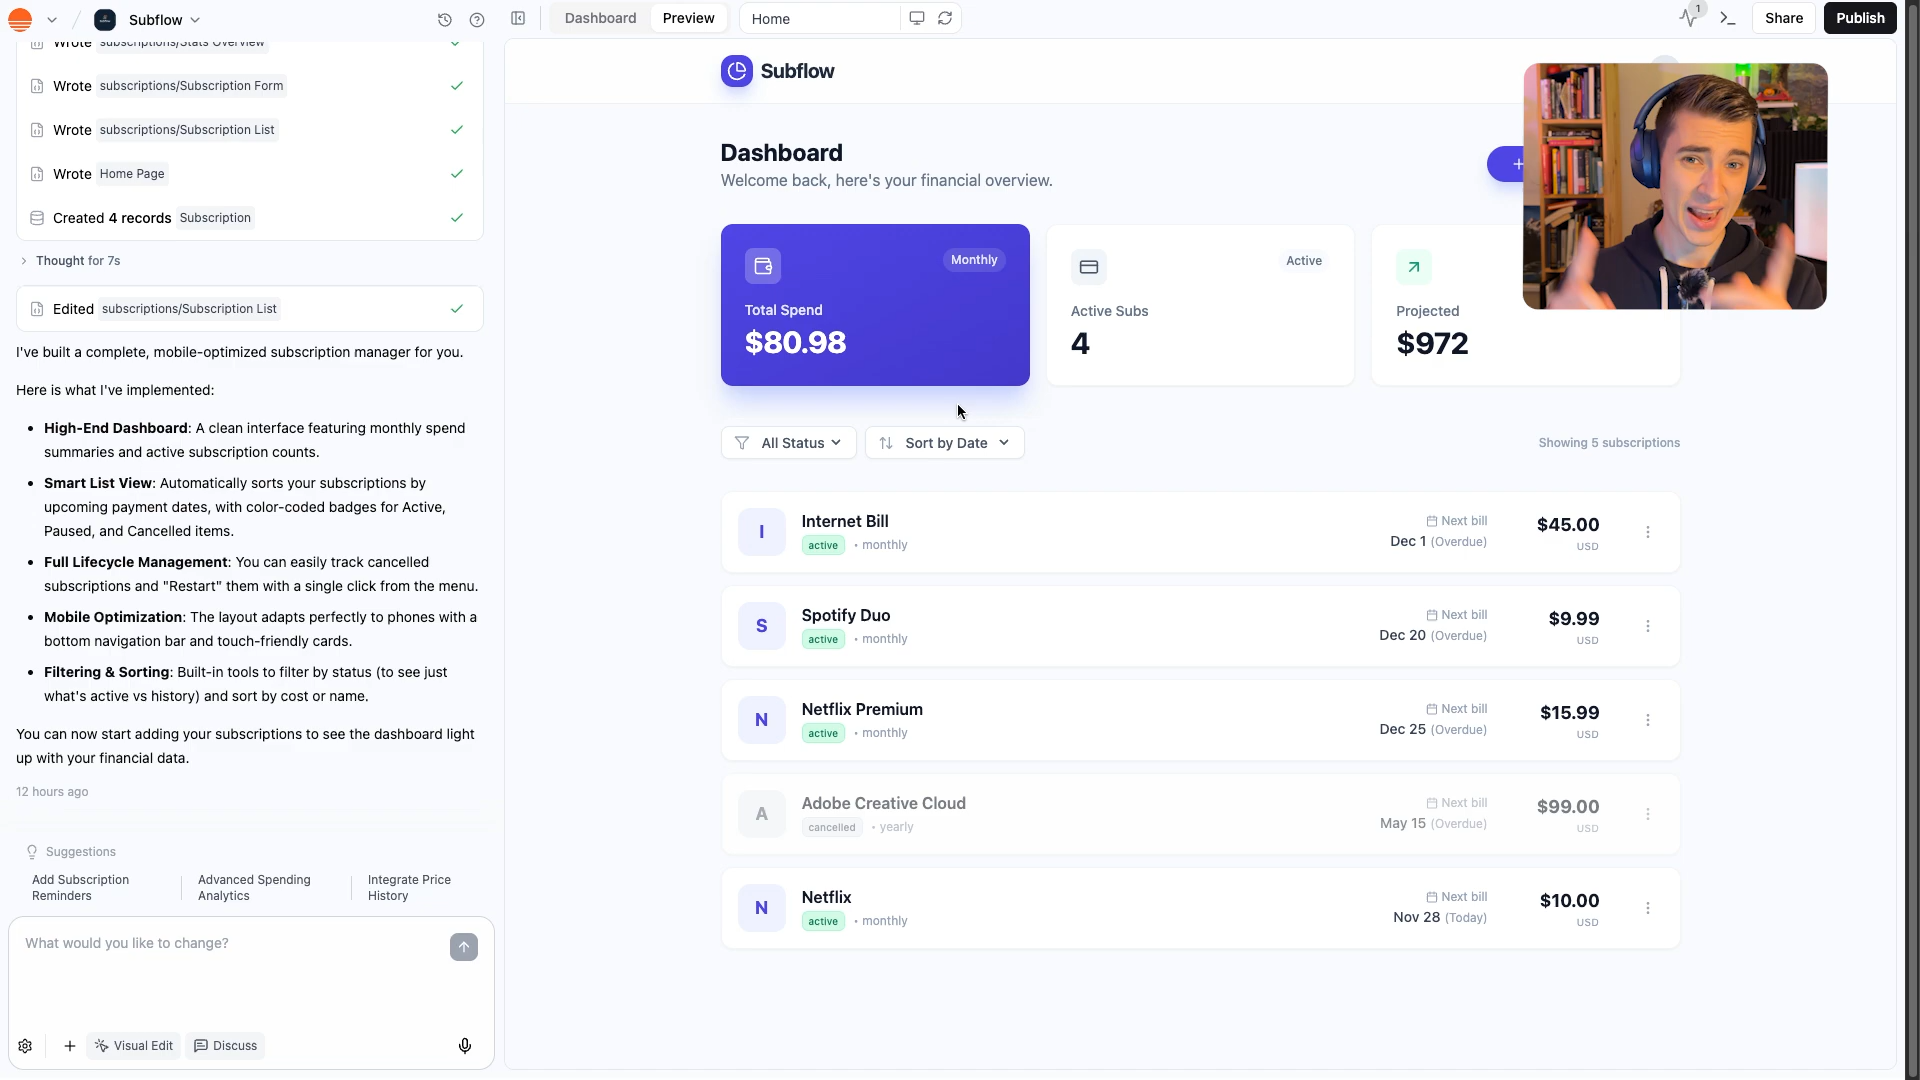 Subflow
Dashboard
Preview
Home
1
Share
Publish
Wrote subscriptions/Stats Overview
Wrote subscriptions/Subscription Form
Wrote subscriptions/Subscription List
Wrote Home Page
Created 4 records Subscription
Thought for 7s
Edited subscriptions/Subscription List
I've built a complete, mobile-optimized subscription manager for you.
Here is what I've implemented:
• High-End Dashboard: A clean interface featuring monthly spend
summaries and active subscription counts.
• Smart List View: Automatically sorts your subscriptions by
upcoming payment dates, with color-coded badges for Active,
Paused, and Cancelled items.
• Full Lifecycle Management: You can easily track cancelled
subscriptions and "Restart" them with a single click from the menu.
• Mobile Optimization: The layout adapts perfectly to phones with a
bottom navigation bar and touch-friendly cards.
• Filtering & Sorting: Built-in tools to filter by status (to see just
what's active vs history) and sort by cost or name.
You can now start adding your subscriptions to see the dashboard light
up with your financial data.
12 hours ago
Suggestions
Add Subscription
Reminders
Advanced Spending
Analytics
Integrate Price
History
What would you like to change?
Visual Edit
Discuss
Subflow
Dashboard
Welcome back, here's your financial overview.
Monthly
Total Spend
$80.98
Active
Active Subs
4
Projected
$972
All Status
Sort by Date
Showing 5 subscriptions
I
Internet Bill
active • monthly
Next bill
Dec 1 (Overdue)
$45.00
USD
S
Spotify Duo
active • monthly
Next bill
Dec 20 (Overdue)
$9.99
USD
N
Netflix Premium
active • monthly
Next bill
Dec 25 (Overdue)
$15.99
USD
A
Adobe Creative Cloud
cancelled • yearly
Next bill
May 15 (Overdue)
$99.00
USD
N
Netflix
active • monthly
Next bill
Nov 28 (Today)
$10.00
USD